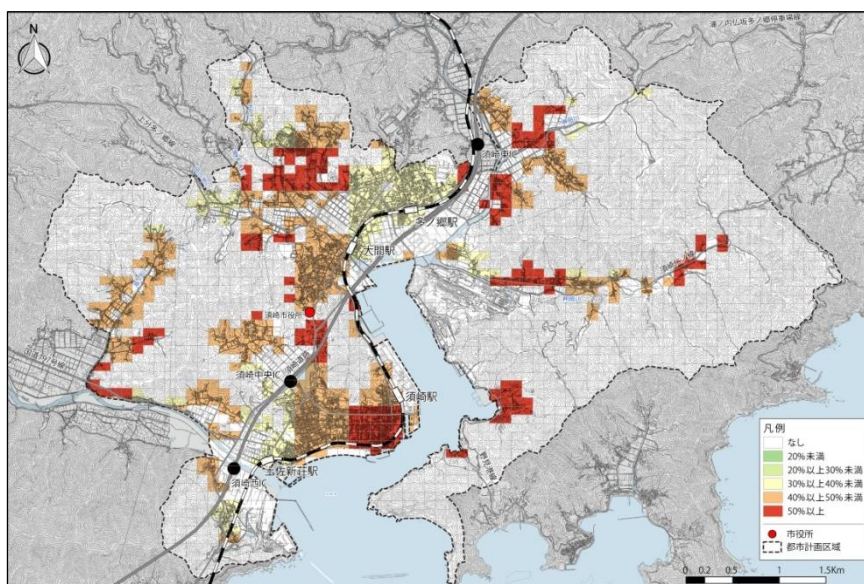 N
須崎東IC
多ノ郷駅
大間駅
須崎市役所
須崎中央IC
須崎道路
須崎駅
土佐新荘駅
須崎西IC
凡例
なし
20%未満
20%以上30%未満
30%以上40%未満
40%以上50%未満
50%以上
市役所
都市計画区域
0 0.2 0.5 1 1.5Km